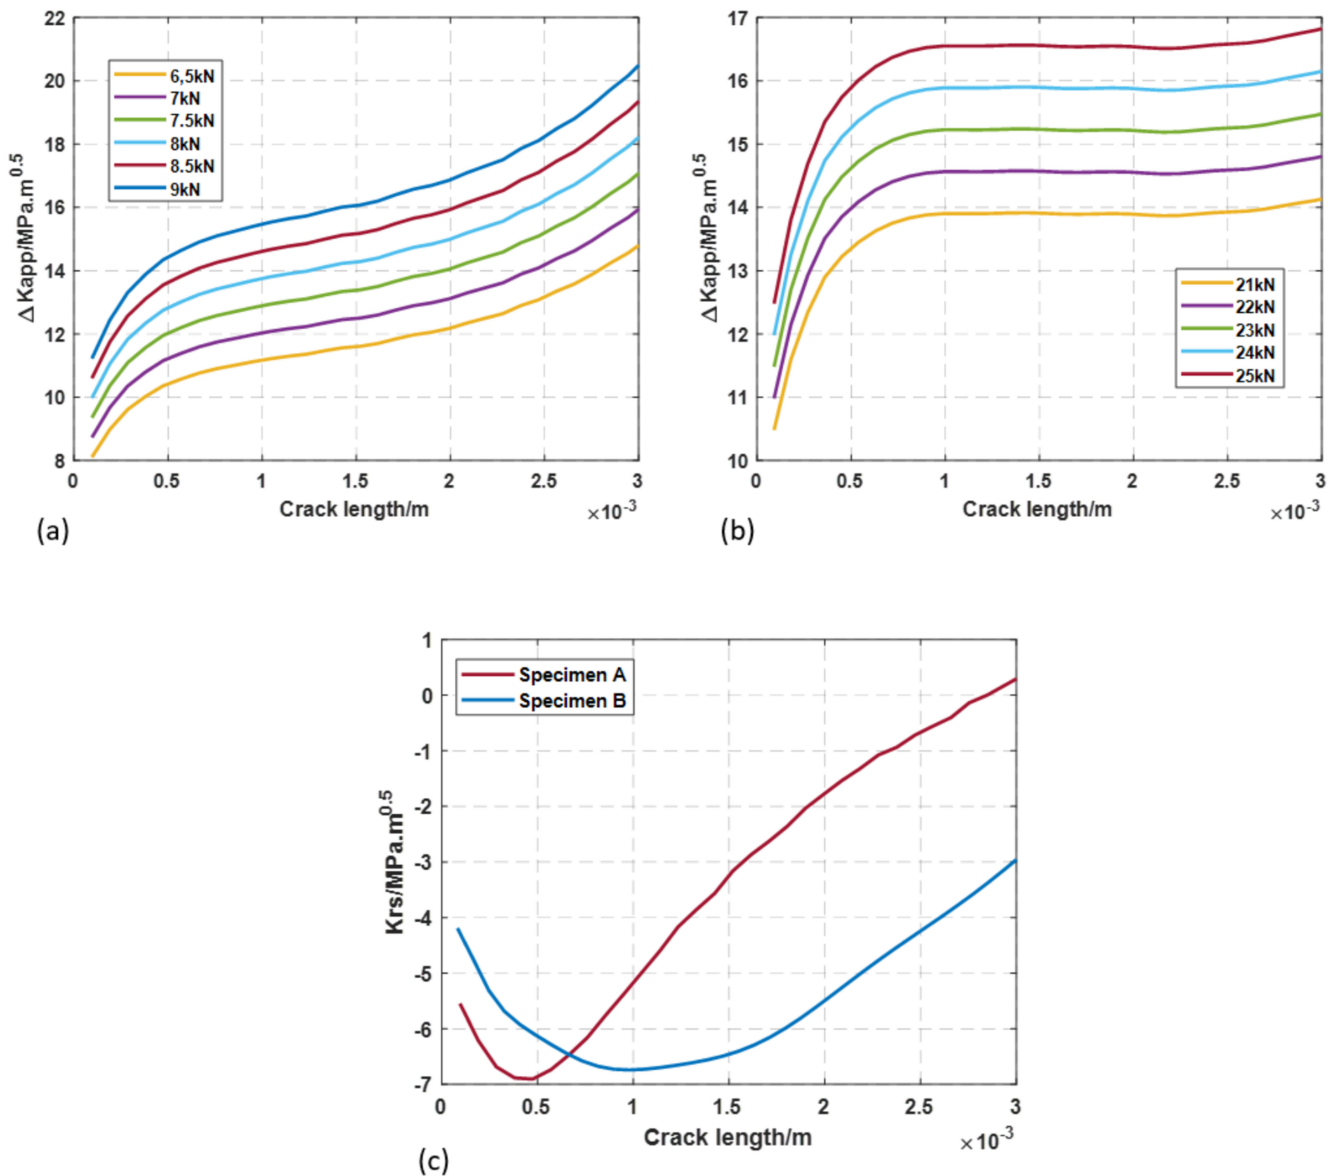 22
20
18
16
14
12
10
8
6,5kN
7kN
7.5kN
8kN
8.5kN
9kN
Δ Kapp/MPa.m^0.5
0 0.5 1 1.5 2 2.5 3
Crack length/m
×10^-3
(a)
17
16
15
14
13
12
11
10
21kN
22kN
23kN
24kN
25kN
Δ Kapp/MPa.m^0.5
0 0.5 1 1.5 2 2.5 3
Crack length/m
×10^-3
(b)
1
0
-1
-2
-3
-4
-5
-6
-7
Specimen A
Specimen B
Krs/MPa.m^0.5
0 0.5 1 1.5 2 2.5 3
Crack length/m
×10^-3
(c)